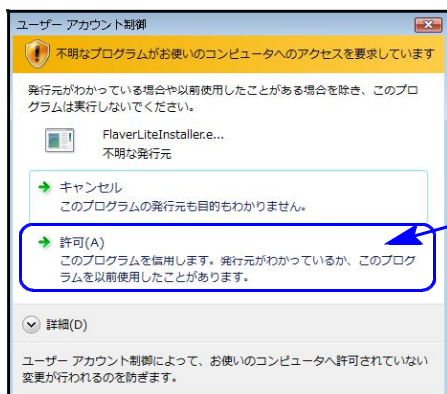 ユーザー アカウント制御
不明なプログラムがお使いのコンピュータへのアクセスを要求しています
発行元がわかっている場合や以前使用したことがある場合を除き、このプロ
グラムは実行しないでください。
FlaverLiteInstaller.e...
不明な発行元
キャンセル
このプログラムの発行元も目的もわかりません。
許可(A)
このプログラムを信用します。発行元がわかっているか、このプログ
ラムを以前使用したことがあります。
詳細(D)
ユーザー アカウント制御によって、お使いのコンピュータへ許可されていない
変更が行われるのを防ぎます。